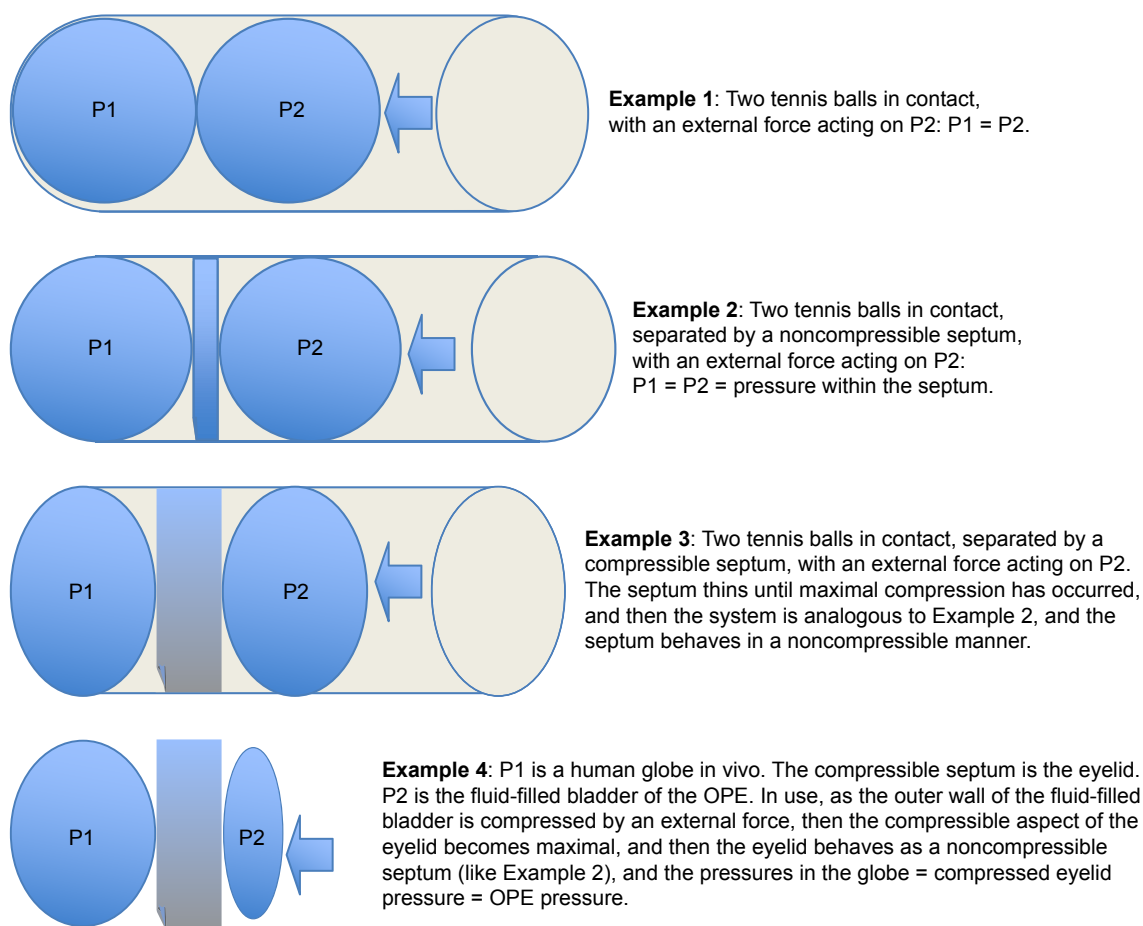 P1
P2
Example 1: Two tennis balls in contact,
with an external force acting on P2: P1 = P2.
P1
P2
Example 2: Two tennis balls in contact,
separated by a noncompressible septum,
with an external force acting on P2:
P1 = P2 = pressure within the septum.
P1
P2
Example 3: Two tennis balls in contact, separated by a
compressible septum, with an external force acting on P2.
The septum thins until maximal compression has occurred,
and then the system is analogous to Example 2, and the
septum behaves in a noncompressible manner.
P1
P2
Example 4: P1 is a human globe in vivo. The compressible septum is the eyelid.
P2 is the fluid-filled bladder of the OPE. In use, as the outer wall of the fluid-filled
bladder is compressed by an external force, then the compressible aspect of the
eyelid becomes maximal, and then the eyelid behaves as a noncompressible
septum (like Example 2), and the pressures in the globe = compressed eyelid
pressure = OPE pressure.